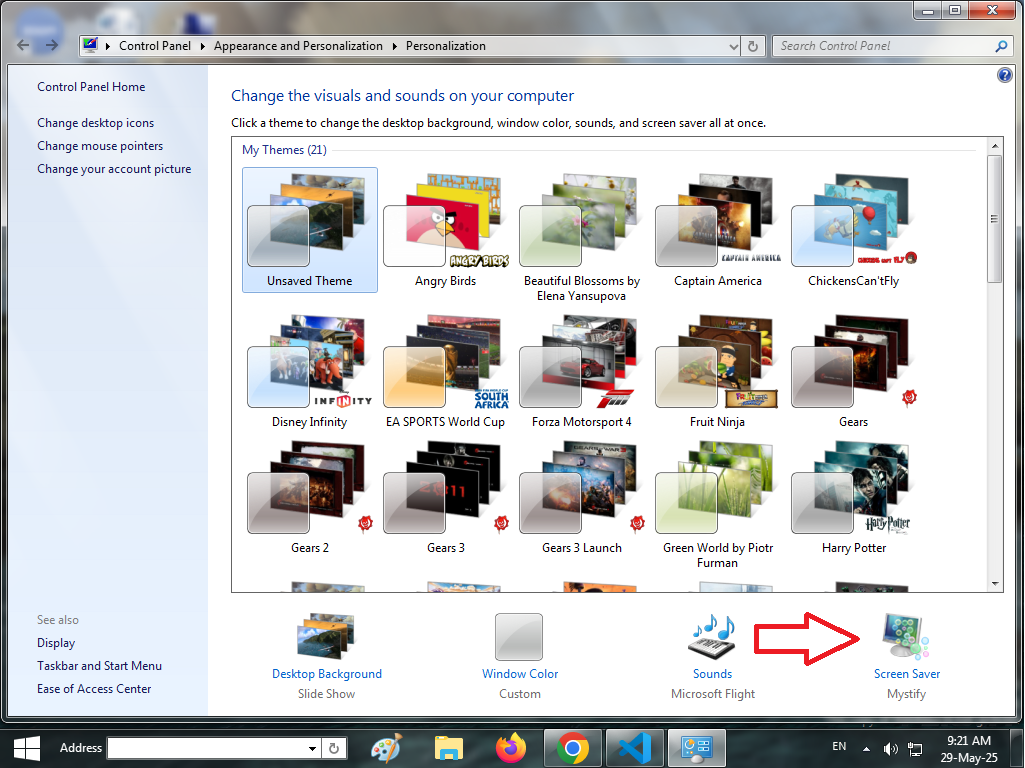 Control Panel
Appearance and Personalization
Personalization
Search Control Panel
Control Panel Home
Change desktop icons
Change mouse pointers
Change your account picture
Change the visuals and sounds on your computer
Click a theme to change the desktop background, window color, sounds, and screen saver all at once.
My Themes (21)
ANGRY BIRDS
CAPTAIN AMERICA
CHICKENS CAN'T FLY
Unsaved Theme
Angry Birds
Beautiful Blossoms by
Elena Yansupova
Captain America
ChickensCan'tFly
INFINITY
SOUTH
AFRICA
Disney Infinity
EA SPORTS World Cup
Forza Motorsport 4
Fruit Ninja
Gears
2011
Harry Potter
Gears 2
Gears 3
Gears 3 Launch
Green World by Piotr
Furman
Harry Potter
See also
Display
Taskbar and Start Menu
Ease of Access Center
Desktop Background
Slide Show
Window Color
Custom
Sounds
Microsoft Flight
Screen Saver
Mystify
Address
EN
9:21 AM
29-May-25